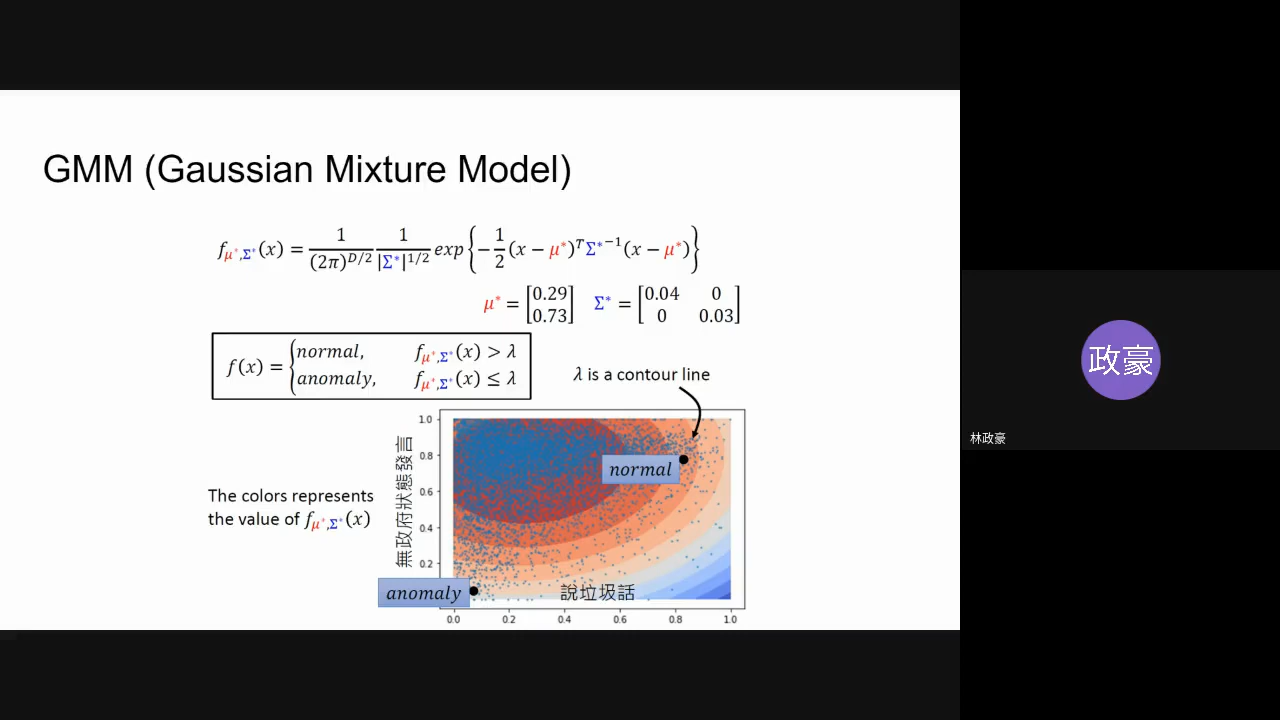 GMM (Gaussian Mixture Model)
f_{μ*,Σ*}(x) = 1/(2π)^{D/2} 1/|Σ*|^{1/2} exp{−1/2 (x − μ*)^T Σ*^{−1} (x − μ*)}
μ* = [0.29 0.73] Σ* = [0.04 0 0 0.03]
f(x) = { normal, f_{μ*,Σ*}(x) > λ
anomaly, f_{μ*,Σ*}(x) ≤ λ
λ is a contour line
The colors represents
the value of f_{μ*,Σ*}(x)
無政府狀態發言
1.0
0.8
0.6
0.4
0.2
normal
anomaly
說垃圾話
0.0 0.2 0.4 0.6 0.8 1.0
政豪
林政豪